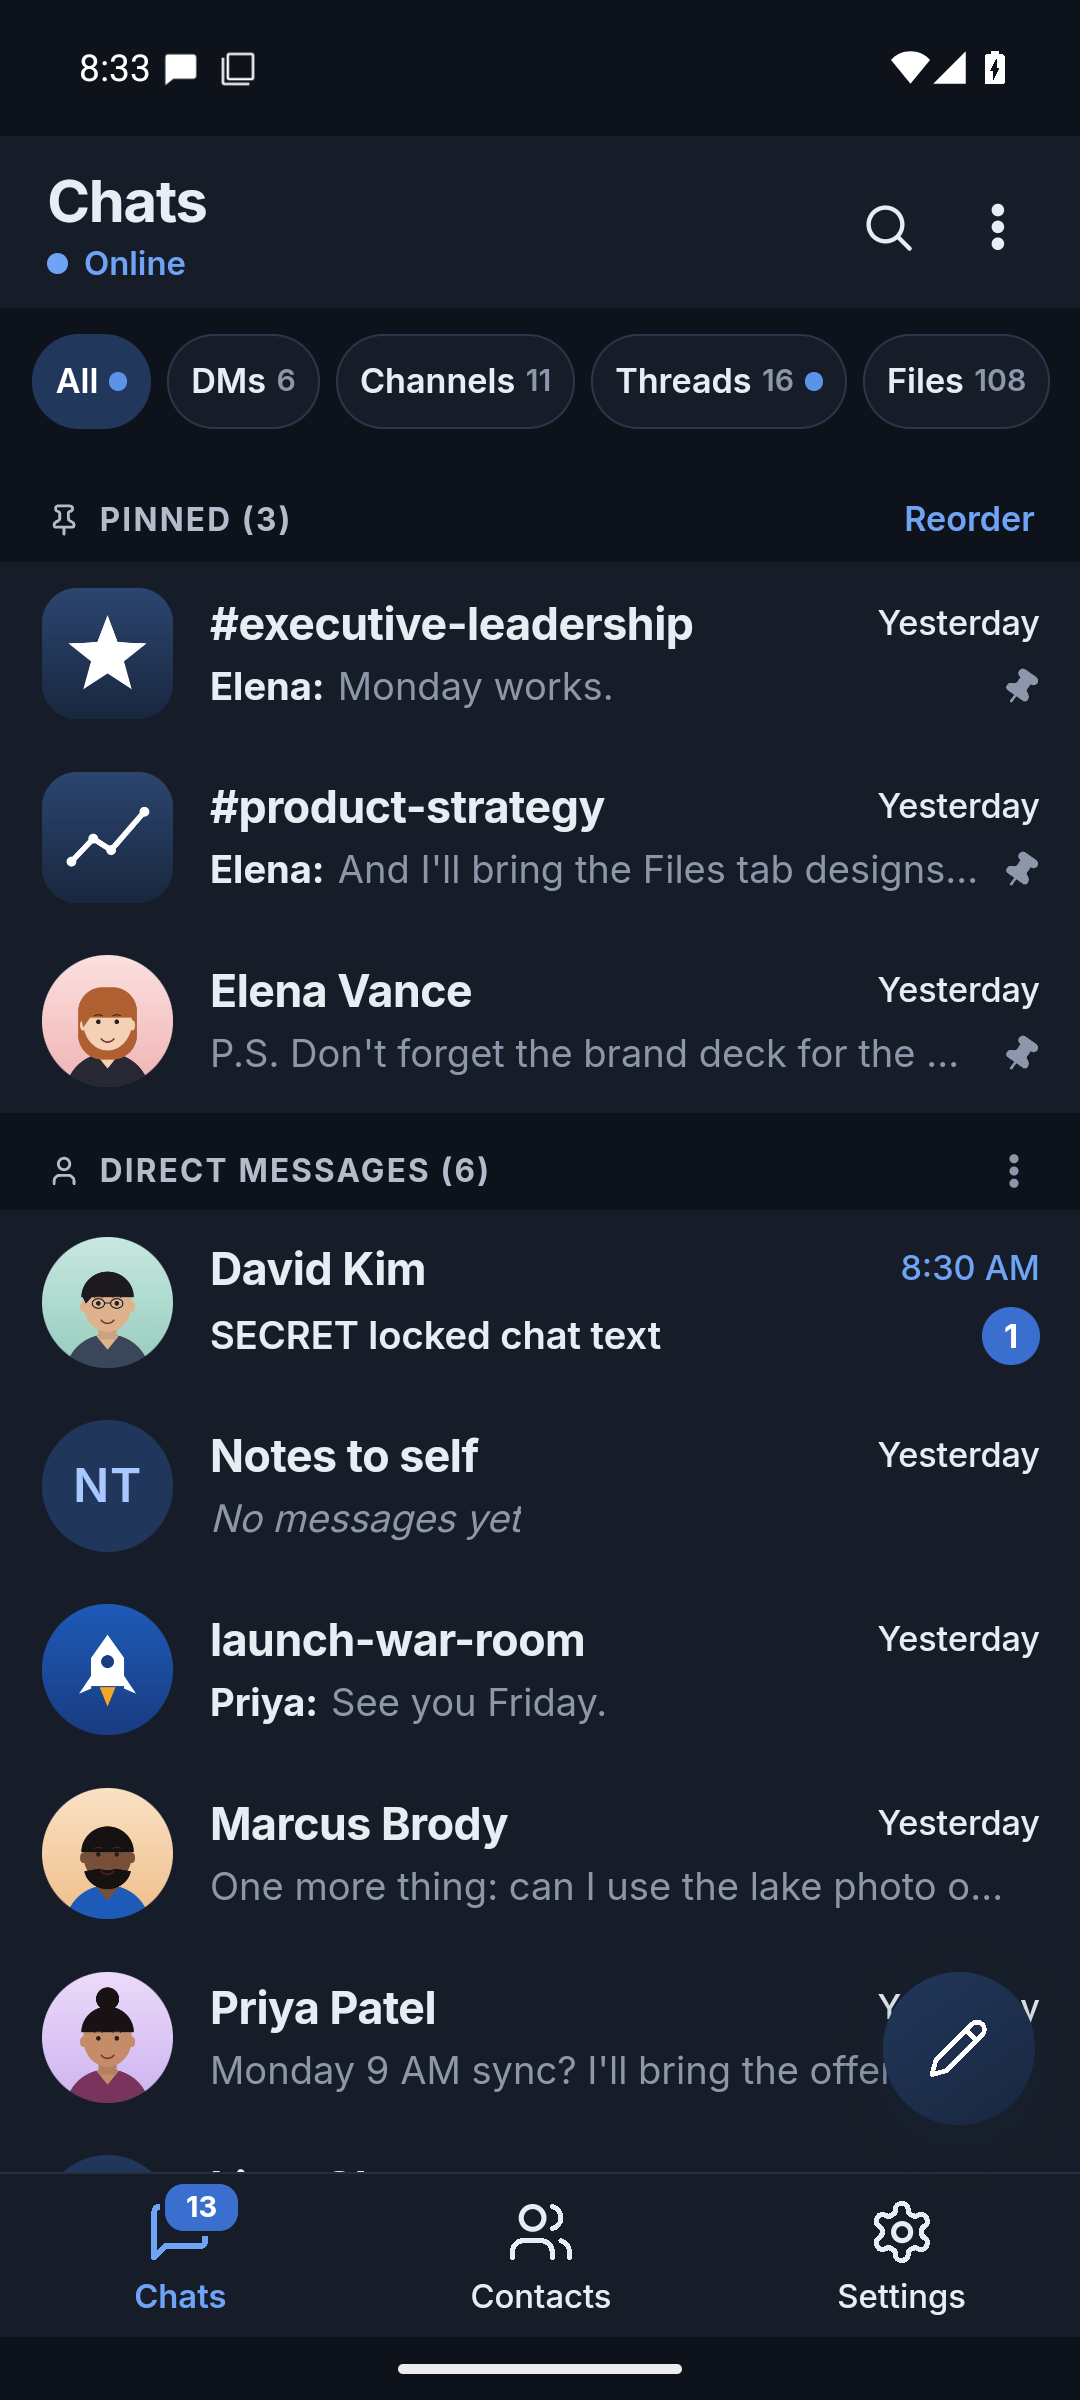 8:33
Chats
Online
All
DMs 6
Channels 11
Threads 16
Files 108
PINNED (3)
Reorder
#executive-leadership
Yesterday
Elena: Monday works.
#product-strategy
Yesterday
Elena: And I'll bring the Files tab designs...
Elena Vance
Yesterday
P.S. Don't forget the brand deck for the ...
DIRECT MESSAGES (6)
David Kim
8:30 AM
SECRET locked chat text
1
NT
Notes to self
Yesterday
No messages yet
launch-war-room
Yesterday
Priya: See you Friday.
Marcus Brody
Yesterday
One more thing: can I use the lake photo o...
Priya Patel
Monday 9 AM sync? I'll bring the
13
Chats
Contacts
Settings